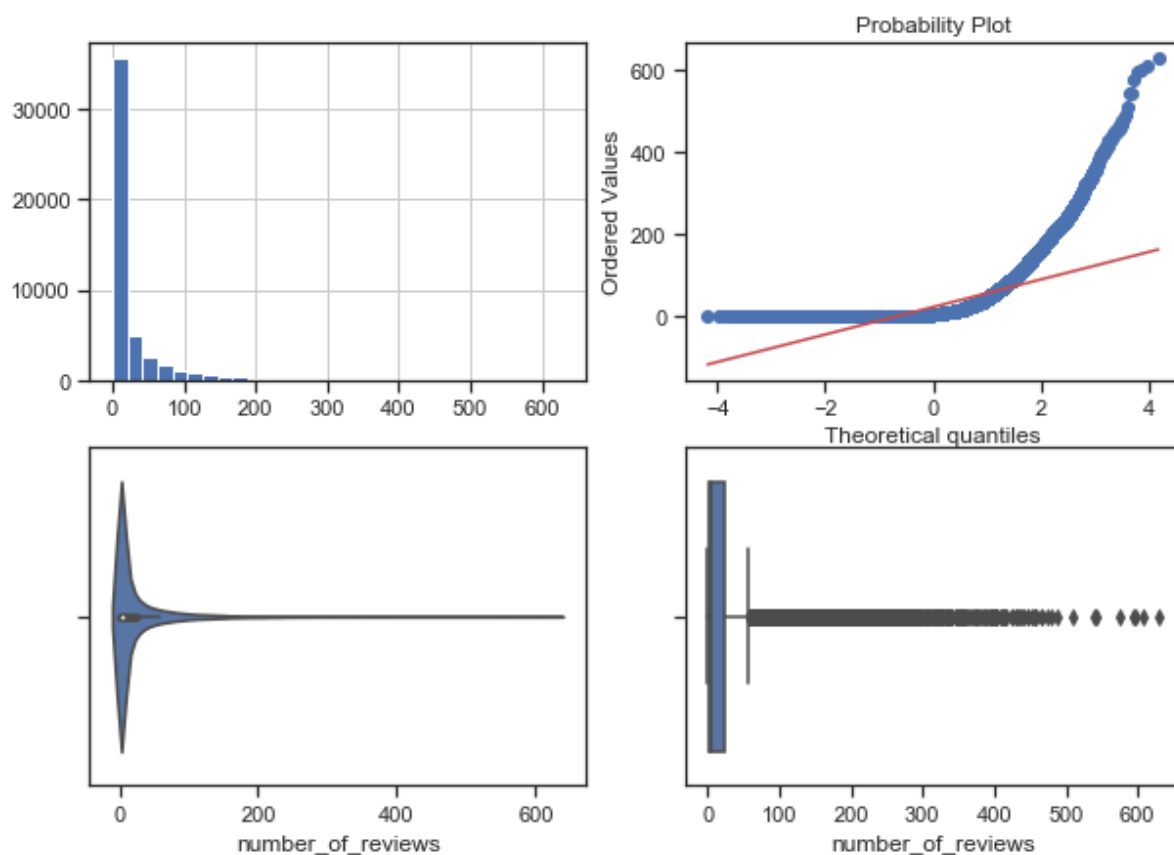 30000
20000
10000
0
0 100 200 300 400 500 600
Probability Plot
Ordered Values
600
400
200
0
−4 −2 0 2 4
Theoretical quantiles
0 200 400 600
number_of_reviews
0 100 200 300 400 500 600
number_of_reviews